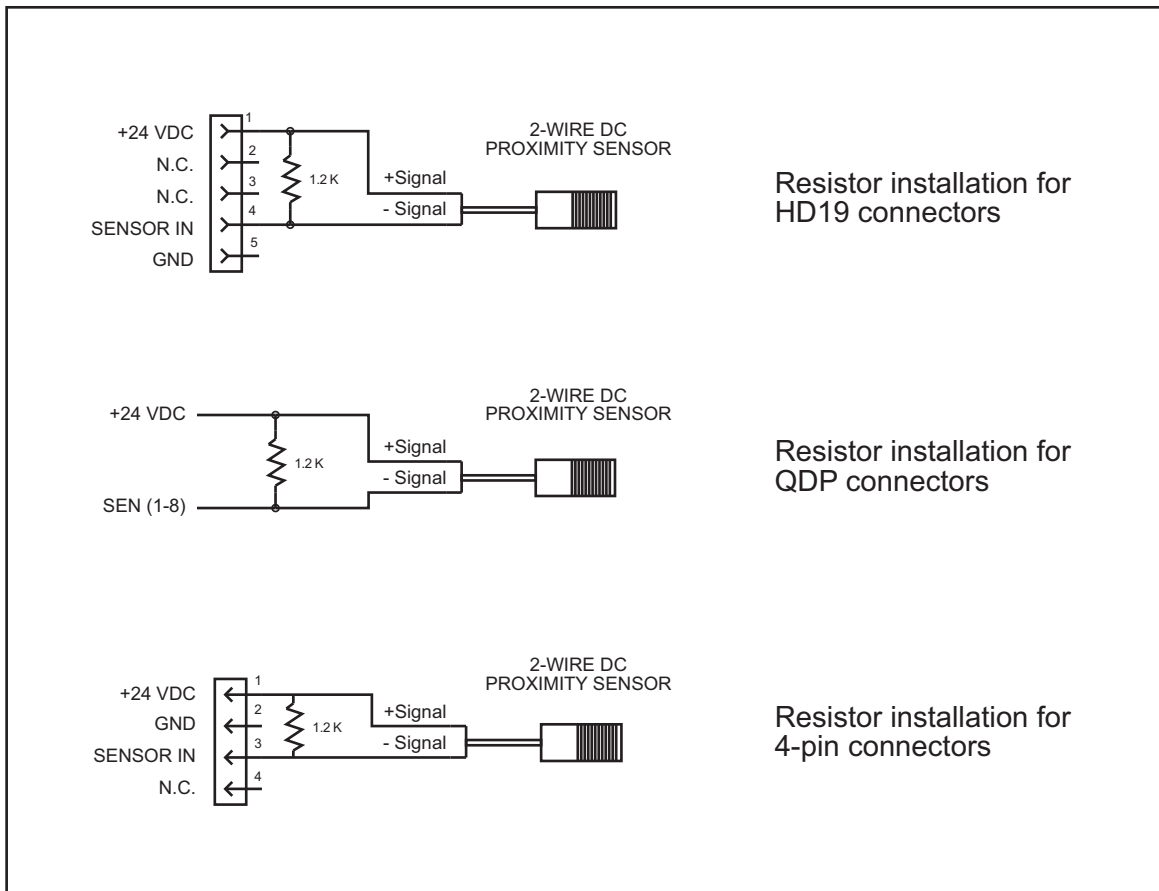 +24 VDC
N.C.
N.C.
SENSOR IN
GND
1
2
3
4
5
1.2 K
+Signal
- Signal
2-WIRE DC
PROXIMITY SENSOR
Resistor installation for
HD19 connectors
+24 VDC
SEN (1-8)
1.2 K
+Signal
- Signal
2-WIRE DC
PROXIMITY SENSOR
Resistor installation for
QDP connectors
+24 VDC
GND
SENSOR IN
N.C.
1
2
3
4
1.2 K
+Signal
- Signal
2-WIRE DC
PROXIMITY SENSOR
Resistor installation for
4-pin connectors